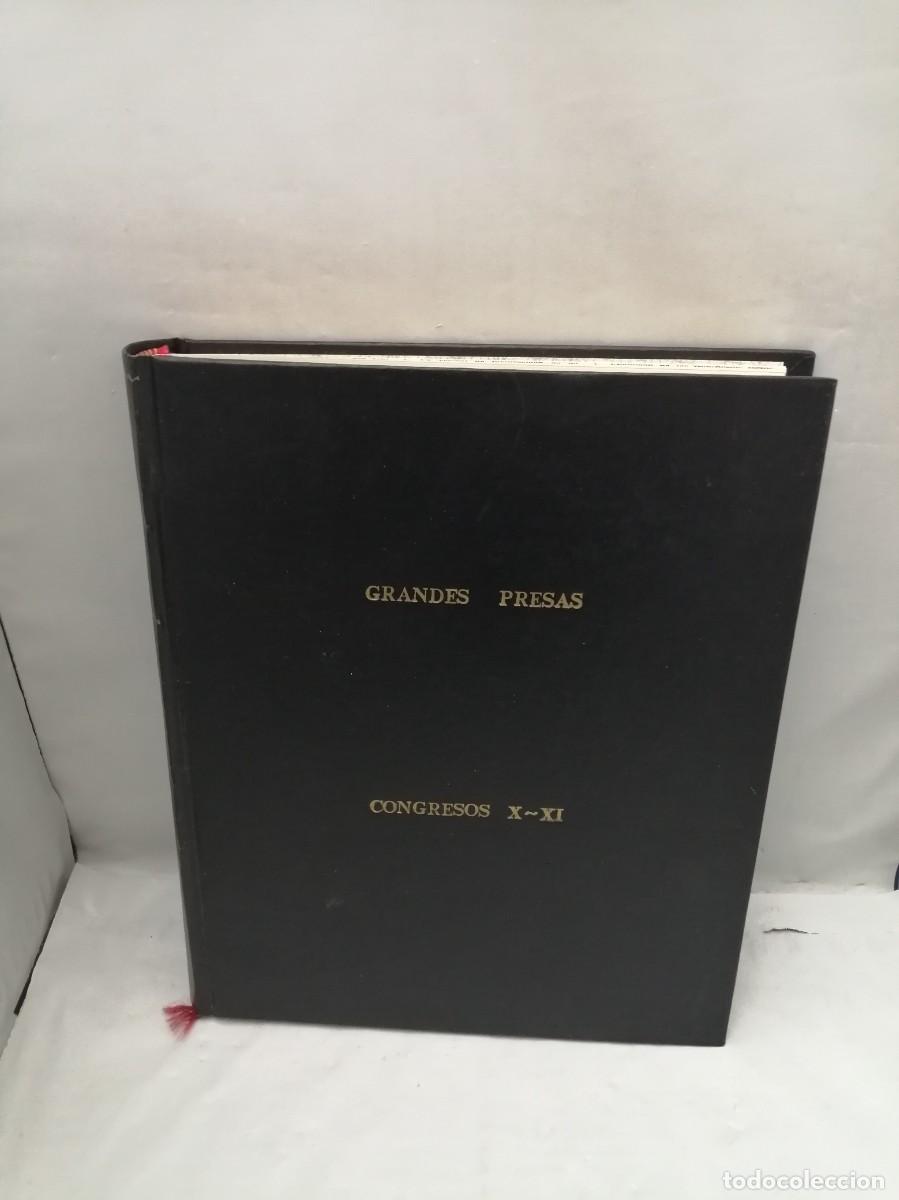 GRANDES PRESAS
CONGRESOS X~XI
todocoleccion